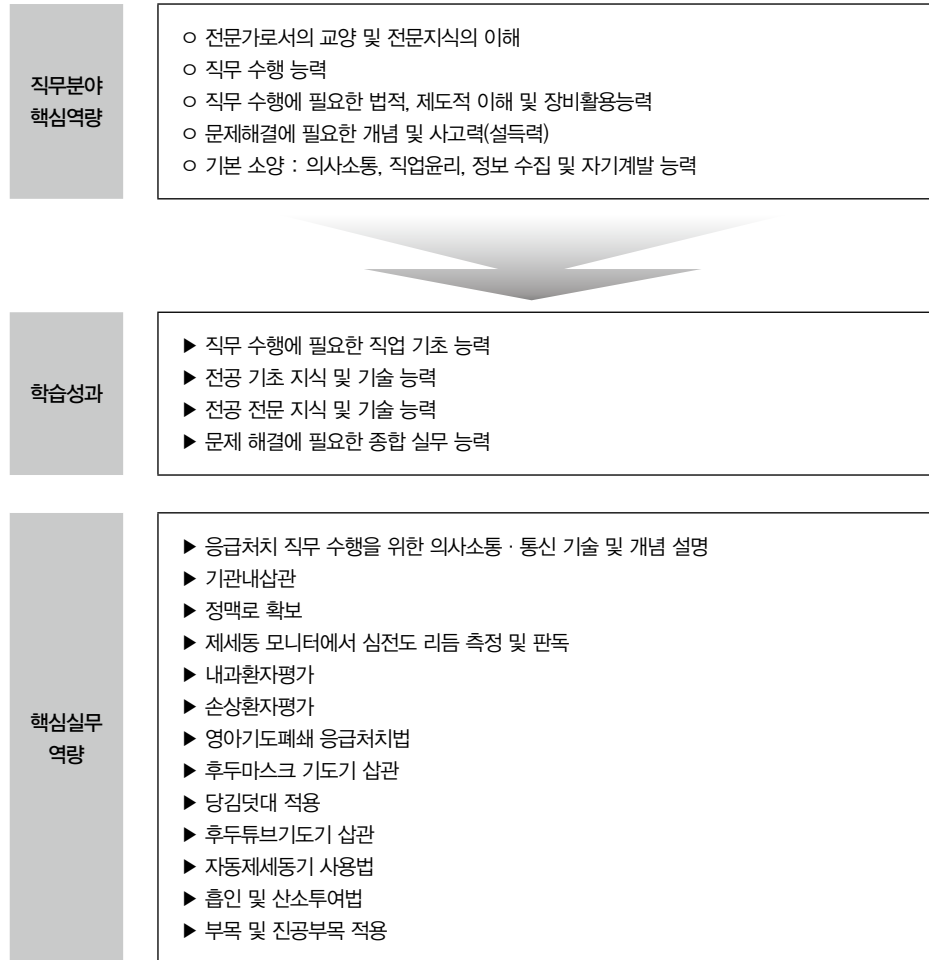 직무분야
핵심역량
ㅇ 전문가로서의 교양 및 전문지식의 이해
ㅇ 직무 수행 능력
ㅇ 직무 수행에 필요한 법적, 제도적 이해 및 장비활용능력
ㅇ 문제해결에 필요한 개념 및 사고력(설득력)
ㅇ 기본 소양 : 의사소통, 직업윤리, 정보 수집 및 자기계발 능력
학습성과
▶ 직무 수행에 필요한 직업 기초 능력
▶ 전공 기초 지식 및 기술 능력
▶ 전공 전문 지식 및 기술 능력
▶ 문제 해결에 필요한 종합 실무 능력
핵심실무
역량
▶ 응급처치 직무 수행을 위한 의사소통 · 통신 기술 및 개념 설명
▶ 기관내삽관
▶ 정맥로 확보
▶ 제세동 모니터에서 심전도 리듬 측정 및 판독
▶ 내과환자평가
▶ 손상환자평가
▶ 영아기도폐쇄 응급처치법
▶ 후두마스크 기도기 삽관
▶ 당김덧대 적용
▶ 후두튜브기도기 삽관
▶ 자동제세동기 사용법
▶ 흡인 및 산소투여법
▶ 부목 및 진공부목 적용